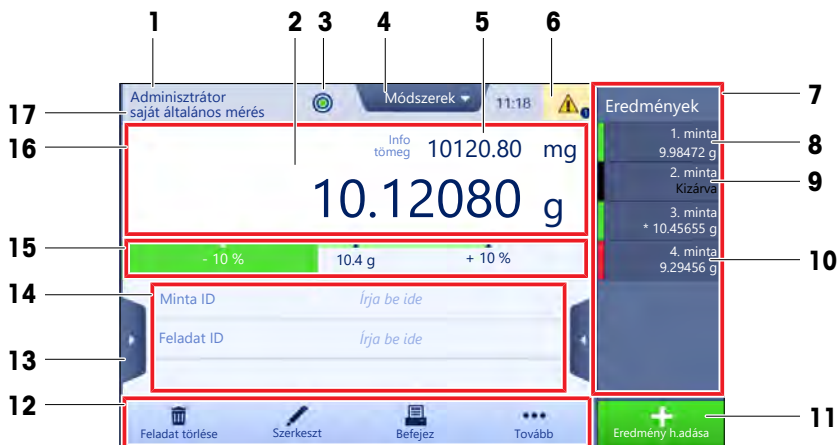 1 2 3 4 5 6
Adminisztrátor
saját általános mérés
Módszerek
11:18
Eredmények
7
17
16
Info
tömeg
10120.80 mg
10.12080 g
1. minta
9.98472 g
8
2. minta
Kizárva
9
3. minta
* 10.45655 g
4. minta
9.29456 g
10
15
- 10 %
10.4 g
+ 10 %
14
Minta ID
Írja be ide
Feladat ID
Írja be ide
13
12
Feladat törlése
Szerkeszt
Befejez
Tovább
Eredmény h.adása
11